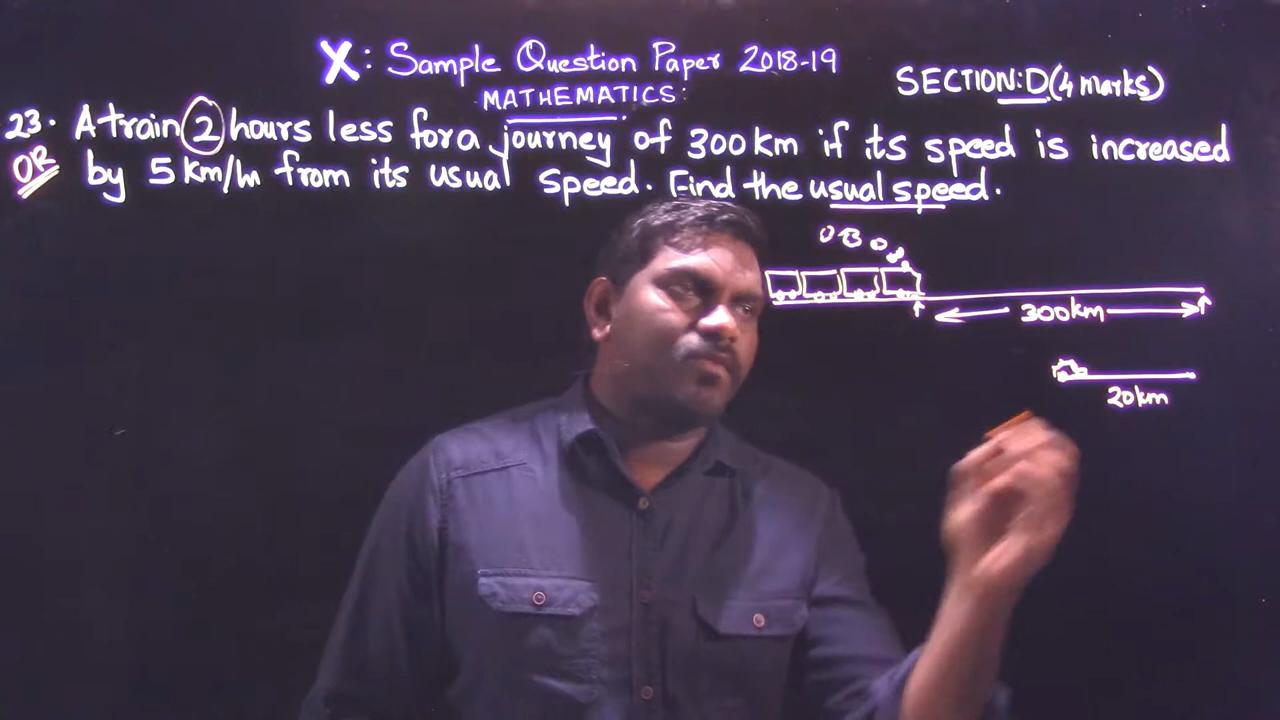 X: Sample Question Paper 2018-19
MATHEMATICS:
SECTION:D(4 marks)
23. A train 2 hours less for a journey of 300 km if its speed is increased
OR by 5 km/hr from its usual speed. Find the usual speed.
300km
20km